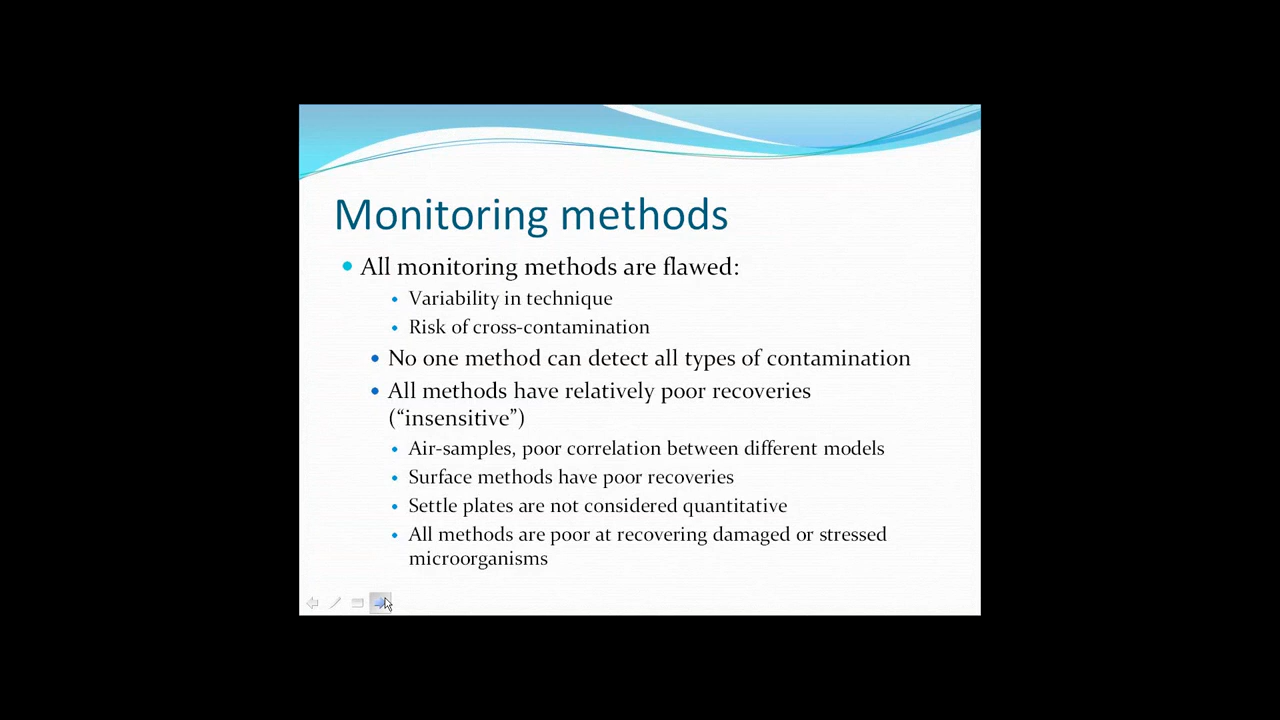 Monitoring methods
All monitoring methods are flawed:
Variability in technique
Risk of cross-contamination
No one method can detect all types of contamination
All methods have relatively poor recoveries
(“insensitive”)
Air-samples, poor correlation between different models
Surface methods have poor recoveries
Settle plates are not considered quantitative
All methods are poor at recovering damaged or stressed
microorganisms